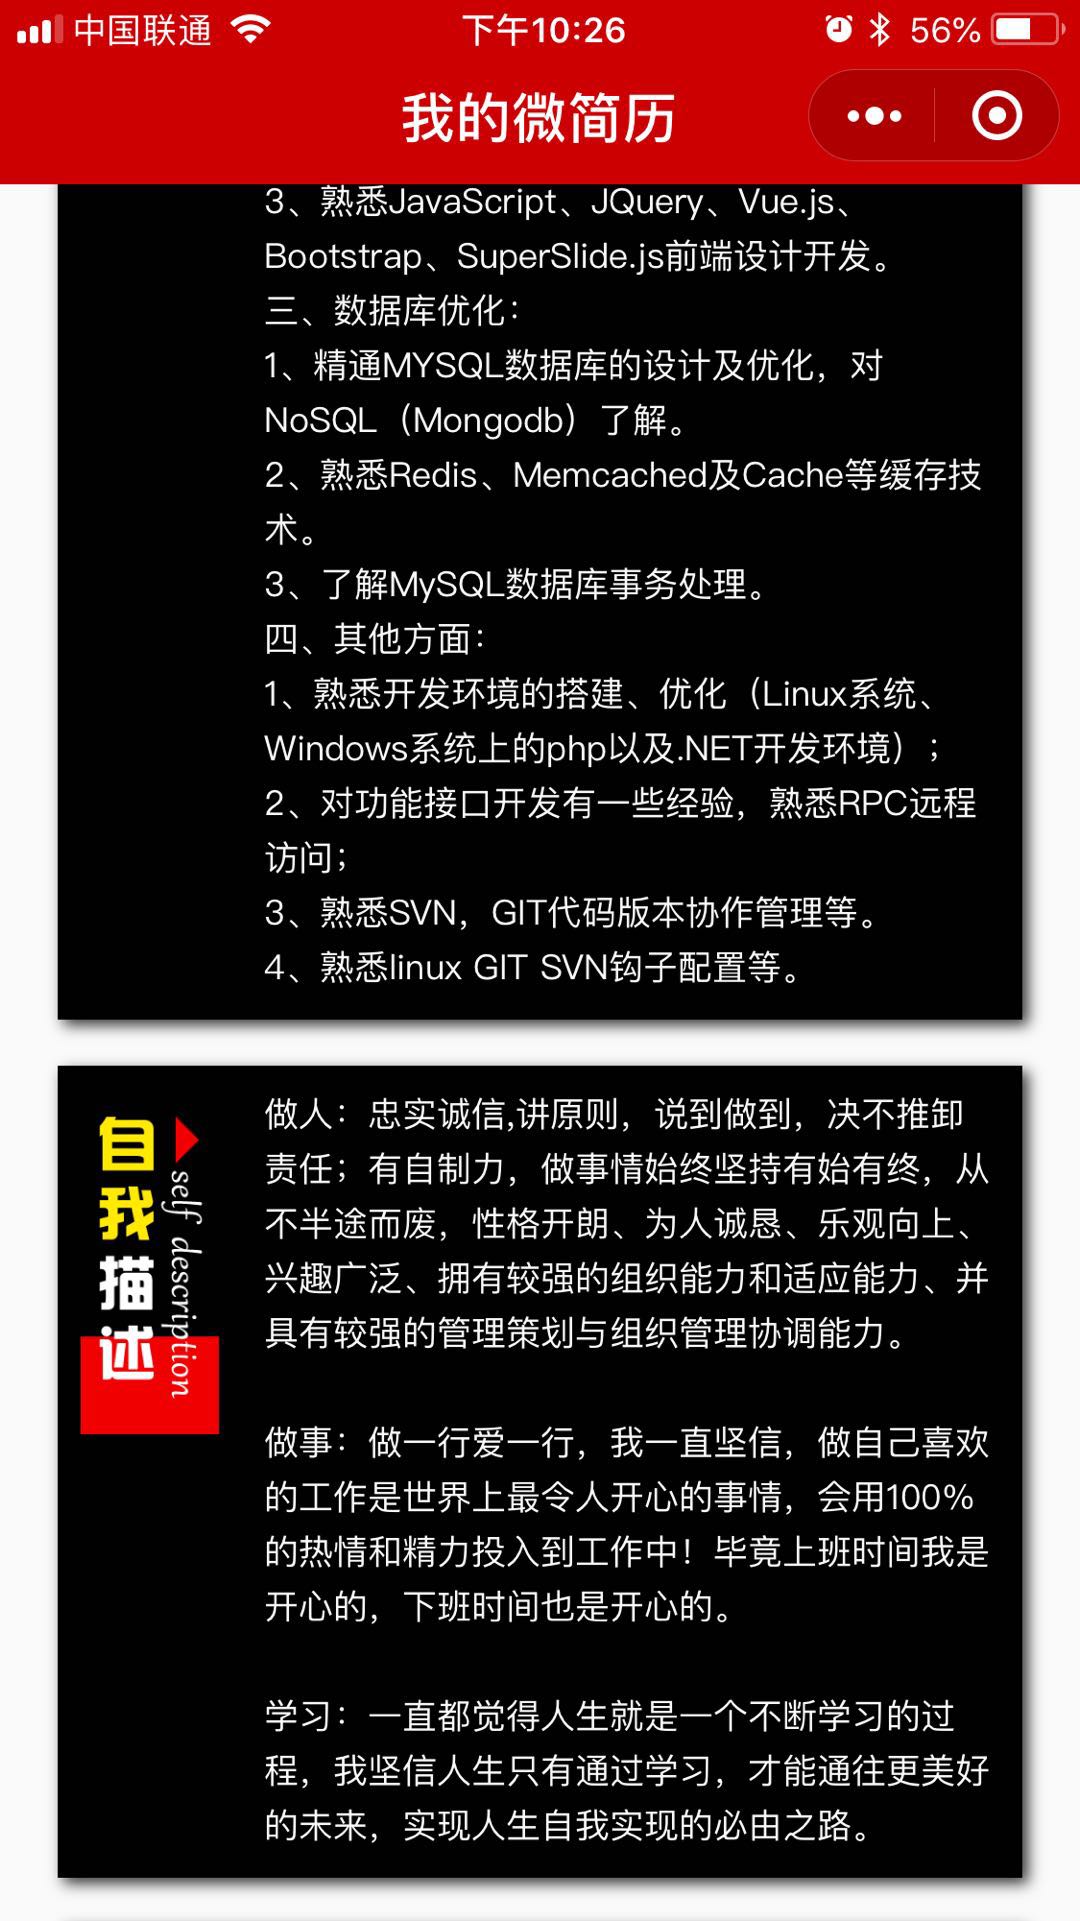 中国联通
下午10:26
56%
我的微简历
3、熟悉JavaScript、JQuery、Vue.js、
Bootstrap、SuperSlide.js前端设计开发。
三、数据库优化：
1、精通MYSQL数据库的设计及优化，对
NoSQL（Mongodb）了解。
2、熟悉Redis、Memcached及Cache等缓存技
术。
3、了解MySQL数据库事务处理。
四、其他方面：
1、熟悉开发环境的搭建、优化（Linux系统、
Windows系统上的php以及.NET开发环境）；
2、对功能接口开发有一些经验，熟悉RPC远程
访问；
3、熟悉SVN，GIT代码版本协作管理等。
4、熟悉linux GIT SVN钩子配置等。
自我描述
self description
做人：忠实诚信,讲原则，说到做到，决不推卸
责任；有自制力，做事情始终坚持有始有终，从
不半途而废，性格开朗、为人诚恳、乐观向上、
兴趣广泛、拥有较强的组织能力和适应能力、并
具有较强的管理策划与组织管理协调能力。
做事：做一行爱一行，我一直坚信，做自己喜欢
的工作是世界上最令人开心的事情，会用100%
的热情和精力投入到工作中！毕竟上班时间我是
开心的，下班时间也是开心的。
学习：一直都觉得人生就是一个不断学习的过
程，我坚信人生只有通过学习，才能通往更美好
的未来，实现人生自我实现的必由之路。